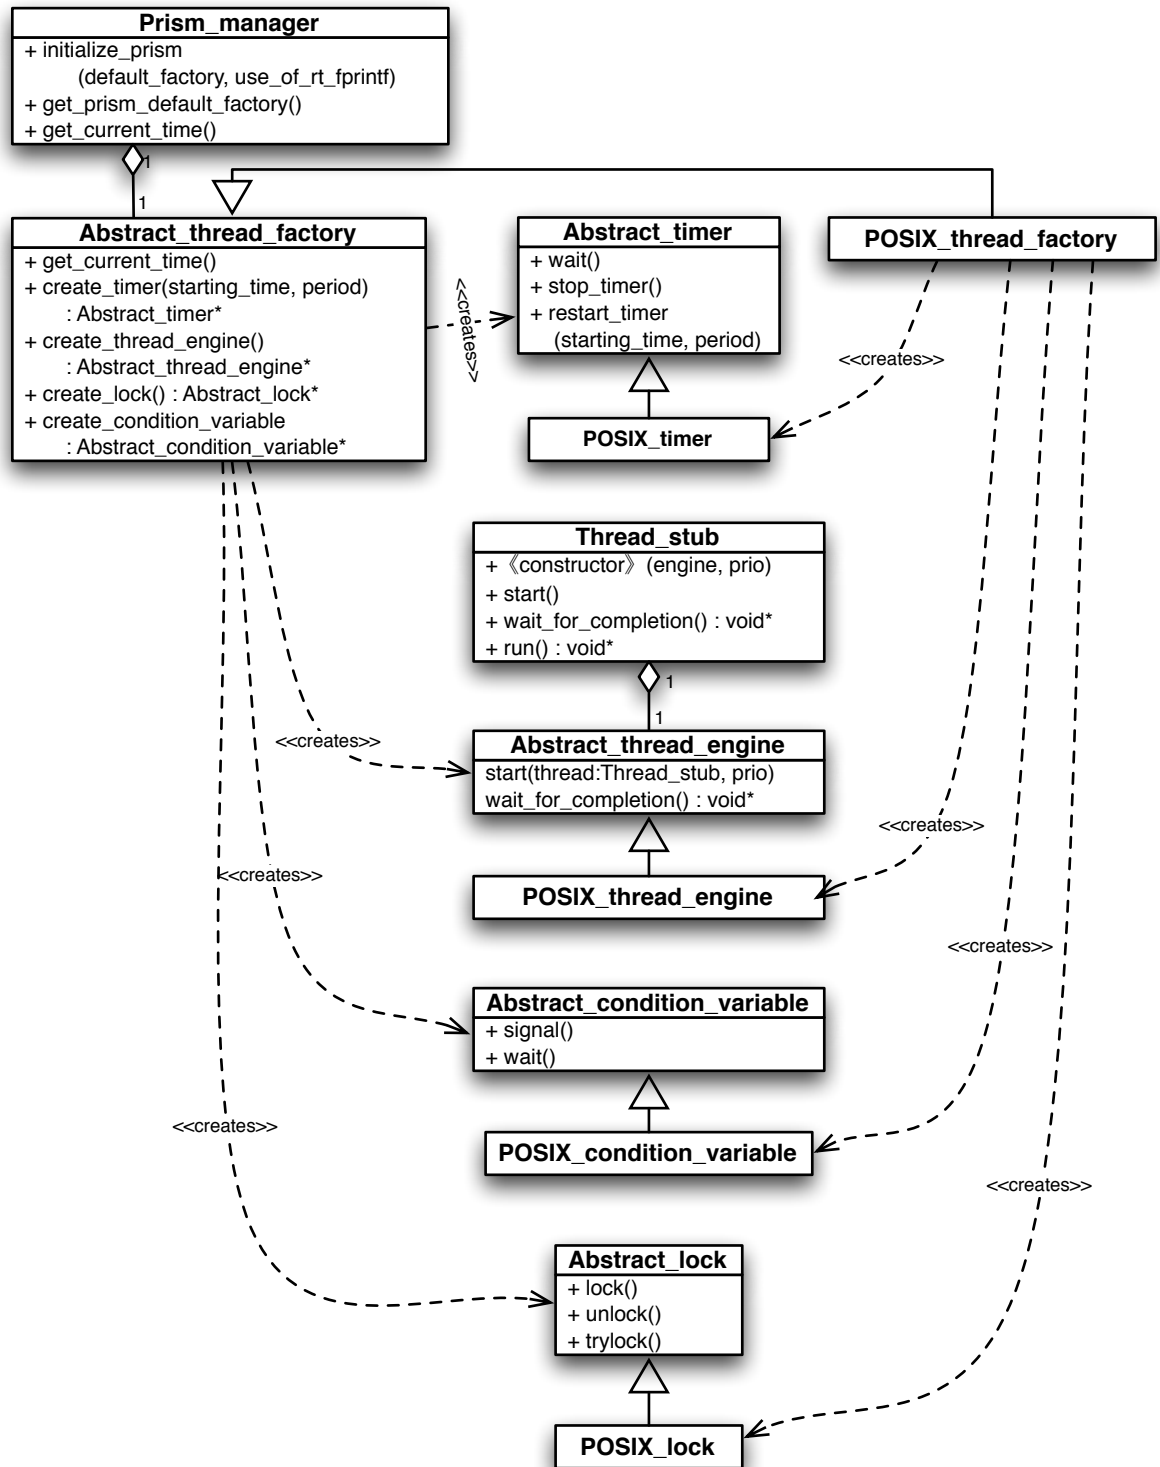 Prism_manager
+ initialize_prism
(default_factory, use_of_rt_fprintf)
+ get_prism_default_factory()
+ get_current_time()
1
1
Abstract_thread_factory
+ get_current_time()
+ create_timer(starting_time, period)
: Abstract_timer*
+ create_thread_engine()
: Abstract_thread_engine*
+ create_lock() : Abstract_lock*
+ create_condition_variable
: Abstract_condition_variable*
<<creates>>
Abstract_timer
+ wait()
+ stop_timer()
+ restart_timer
(starting_time, period)
POSIX_thread_factory
<<creates>>
POSIX_timer
Thread_stub
+ 《constructor》(engine, prio)
+ start()
+ wait_for_completion() : void*
+ run() : void*
1
1
<<creates>>
Abstract_thread_engine
start(thread:Thread_stub, prio)
wait_for_completion() : void*
<<creates>>
<<creates>>
POSIX_thread_engine
<<creates>>
Abstract_condition_variable
+ signal()
+ wait()
<<creates>>
POSIX_condition_variable
<<creates>>
Abstract_lock
+ lock()
+ unlock()
+ trylock()
POSIX_lock